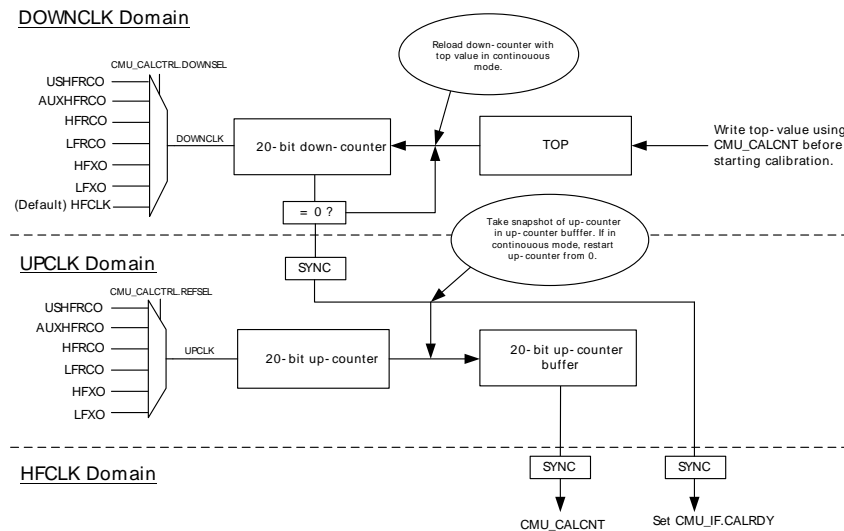 DOWNCLK Domain
CMU_CALCTRL.DOWNSEL
USHFRCO
AUXHFRCO
HFRCO
LFRCO
HFXO
LFXO
(Default) HFCLK
DOWNCLK
20-bit down-counter
Reload down-counter with
top value in continouous
mode.
TOP
Write top-value using
CMU_CALCNT before
starting calibration.
= 0 ?
SYNC
Take snapshot of up-counter
in up-counter bufffer. If in
continouous mode, restart
up-counter from 0.
UPCLK Domain
CMU_CALCTRL.REFSEL
USHFRCO
AUXHFRCO
HFRCO
LFRCO
HFXO
LFXO
UPCLK
20-bit up-counter
20-bit up-counter
buffer
HFCLK Domain
SYNC
SYNC
CMU_CALCNT
Set CMU_IF.CALRDY